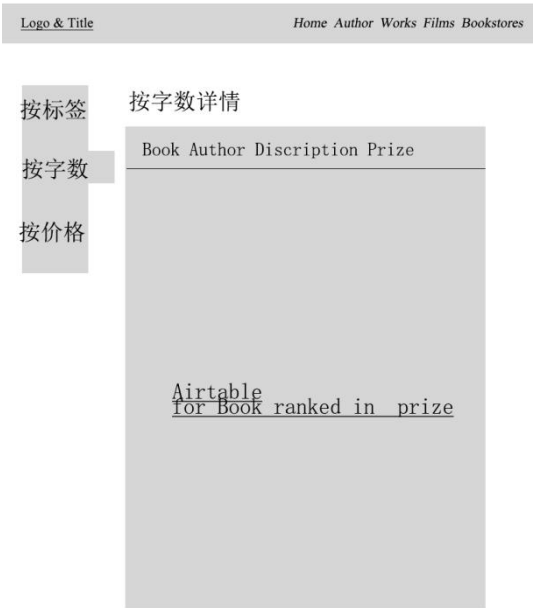 Logo & Title
Home Author Works Films Bookstores
按标签
按字数
按价格
按字数详情
Book Author Discription Prize
Airtable
for Book ranked in prize